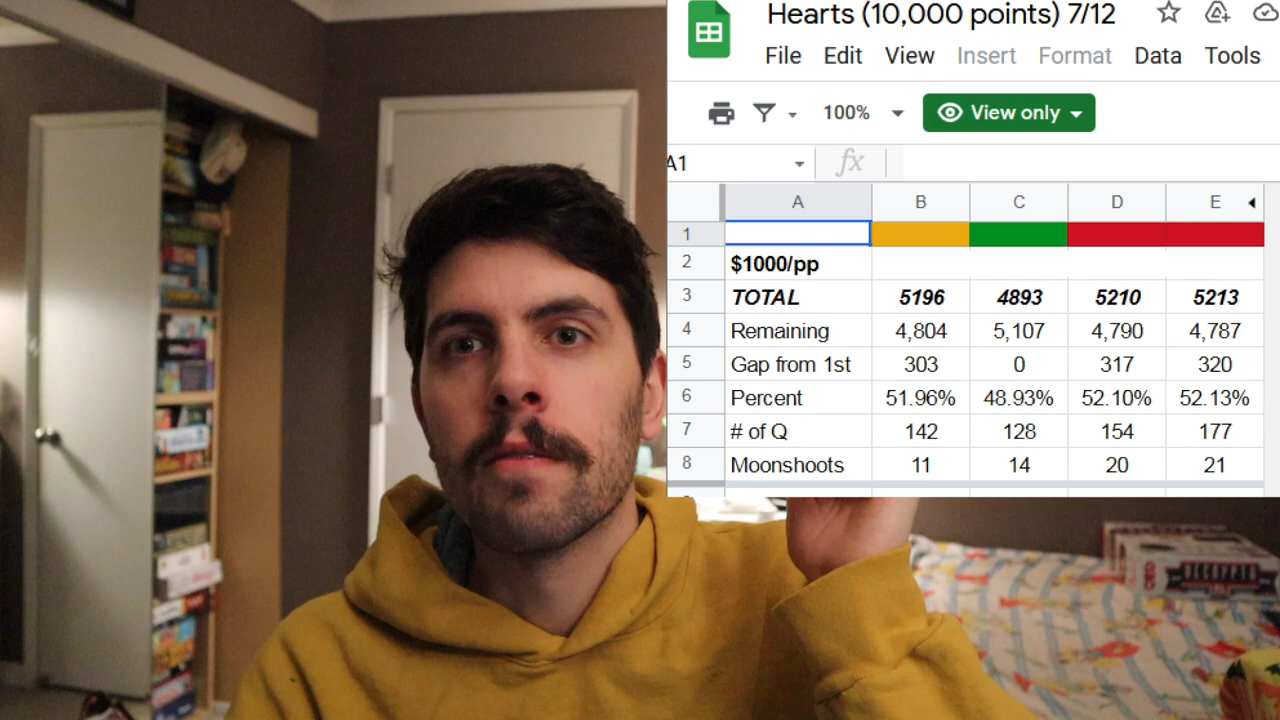 Hearts (10,000 points) 7/12
File Edit View Insert Format Data Tools
100% View only
A1 fx
A B C D E
1
2 $1000/pp
3 TOTAL 5196 4893 5210 5213
4 Remaining 4,804 5,107 4,790 4,787
5 Gap from 1st 303 0 317 320
6 Percent 51.96% 48.93% 52.10% 52.13%
7 # of Q 142 128 154 177
8 Moonshoots 11 14 20 21
DECRYPTO